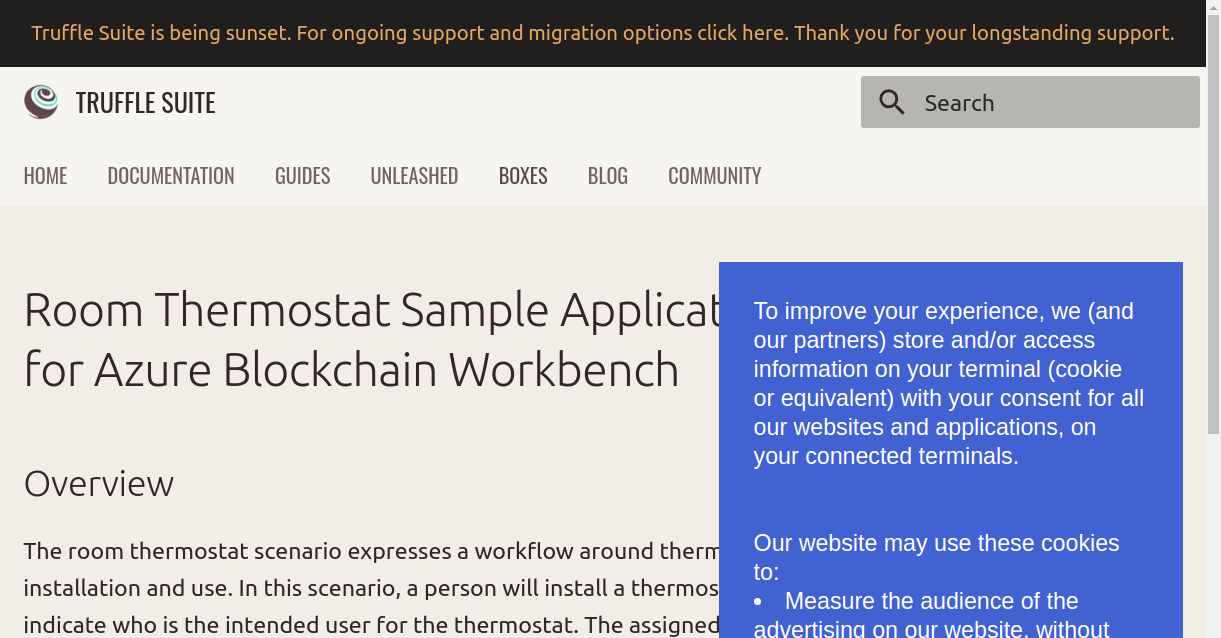 Truffle Suite is being sunset. For ongoing support and migration options click here. Thank you for your longstanding support.
TRUFFLE SUITE
Search
HOME DOCUMENTATION GUIDES UNLEASHED BOXES BLOG COMMUNITY
Room Thermostat Sample Applicat
for Azure Blockchain Workbench
Overview
The room thermostat scenario expresses a workflow around therm
installation and use. In this scenario, a person will install a thermos
indicate who is the intended user for the thermostat. The assigned
To improve your experience, we (and
our partners) store and/or access
information on your terminal (cookie
or equivalent) with your consent for all
our websites and applications, on
your connected terminals.
Our website may use these cookies
to:
• Measure the audience of the
advertising on our website, without